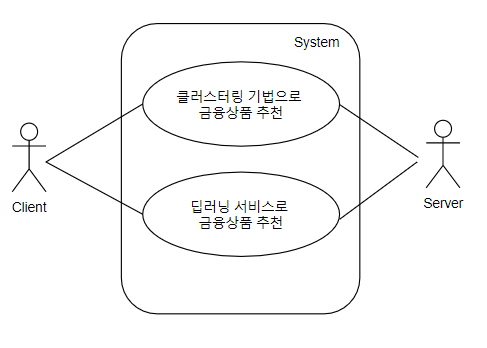 System
클러스터링 기법으로
금융상품 추천
딥러닝 서비스로
금융상품 추천
Client
Server